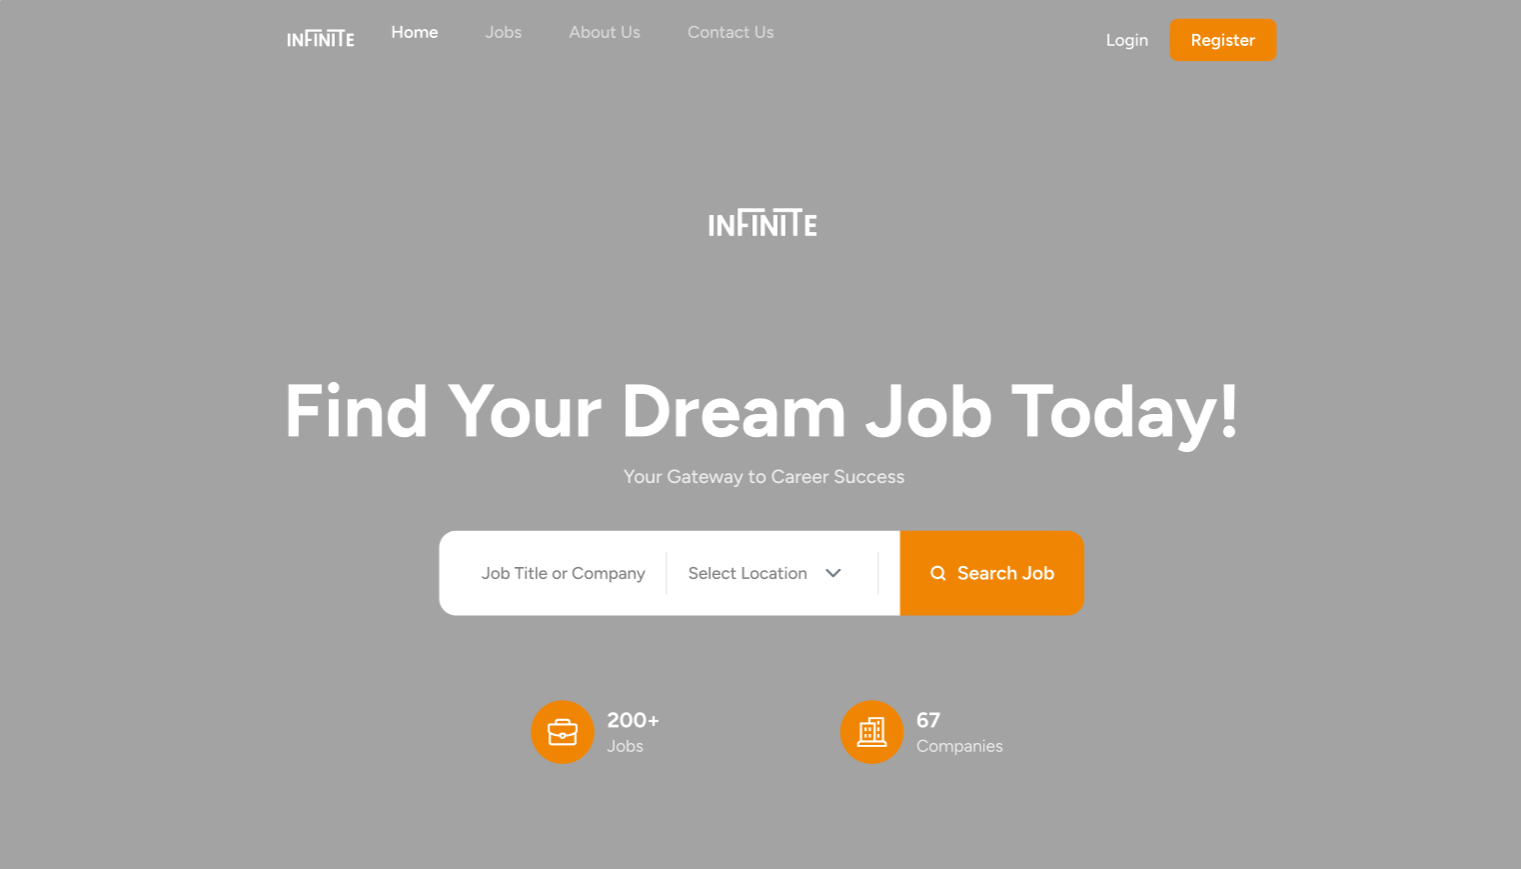 INFINITE Home Jobs About Us Contact Us Login Register
INFINITE
Find Your Dream Job Today!
Your Gateway to Career Success
Job Title or Company Select Location Search Job
200+
Jobs
67
Companies